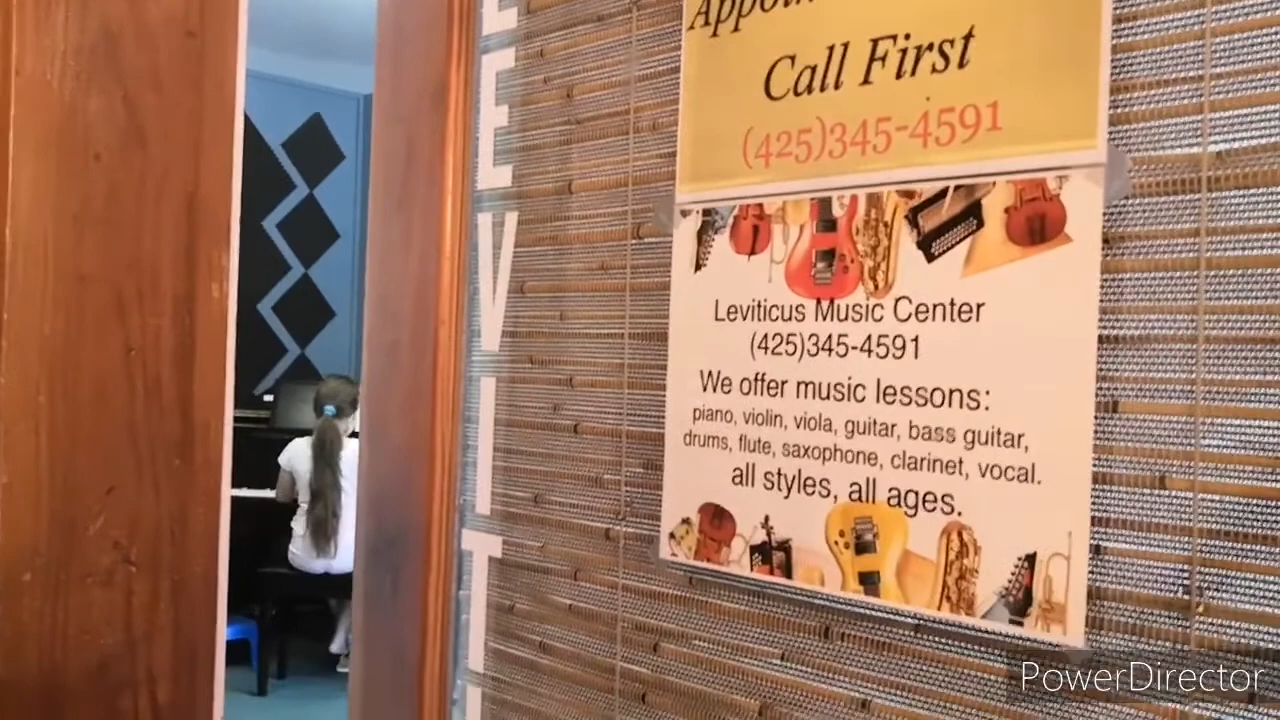 Call First
(425)345-4591
Leviticus Music Center
(425)345-4591
We offer music lessons:
piano, violin, viola, guitar, bass guitar,
drums, flute, saxophone, clarinet, vocal.
all styles, all ages.
E
E
V
I
T
PowerDirector